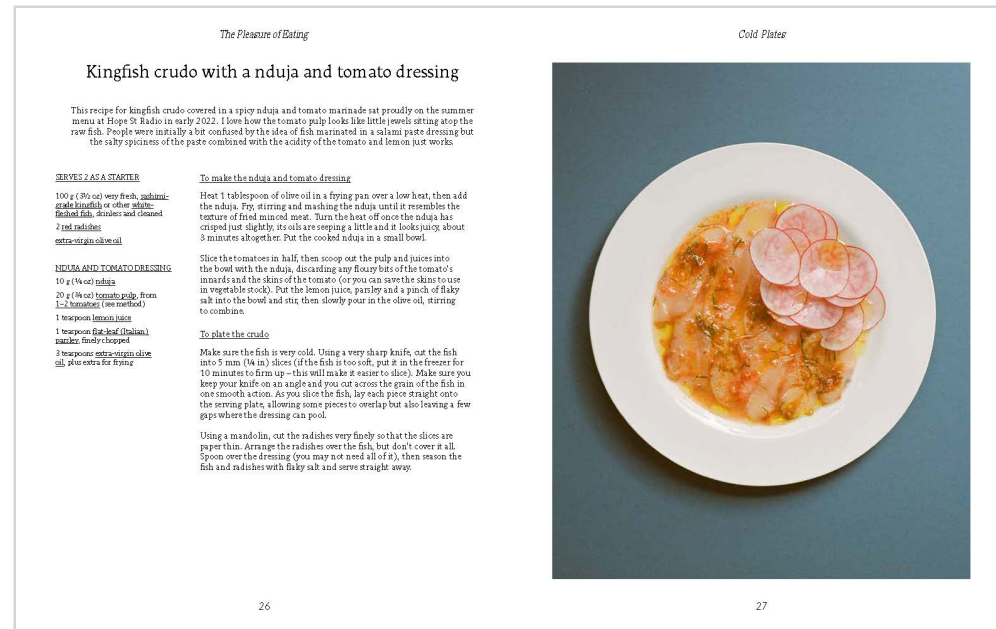 The Pleasure of Eating
Kingfish crudo with a nduja and tomato dressing
This recipe for kingfish crudo covered in a spicy nduja and tomato marinade sat proudly on the summer
menu at Hope St Radio in early 2022. I love how the tomato pulp looks like little jewels sitting atop the
raw fish. People were initially a bit confused by the idea of fish marinated in a salami paste dressing but
the salty spiciness of the paste combined with the acidity of the tomato and lemon just works.
SERVES 2 AS A STARTER
100 g (3½ oz) very fresh, sashimi-
grade kingfish or other white-
fleshed fish, skinless and cleaned
2 red radishes
extra-virgin olive oil
NDUJA AND TOMATO DRESSING
10 g (¼ oz) nduja
20 g (¾ oz) tomato pulp, from
1–2 tomatoes (see method)
1 teaspoon lemon juice
1 teaspoon flat-leaf (Italian)
parsley, finely chopped
3 teaspoons extra-virgin olive
oil, plus extra for frying
To make the nduja and tomato dressing
Heat 1 tablespoon of olive oil in a frying pan over a low heat, then add
the nduja. Fry, stirring and mashing the nduja until it resembles the
texture of fried minced meat. Turn the heat off once the nduja has
crisped just slightly, its oils are seeping a little and it looks juicy, about
3 minutes altogether. Put the cooked nduja in a small bowl.
Slice the tomatoes in half, then scoop out the pulp and juices into
the bowl with the nduja, discarding any floury bits of the tomato's
innards and the skins of the tomato (or you can save the skins to use
in vegetable stock). Put the lemon juice, parsley and a pinch of flaky
salt into the bowl and stir, then slowly pour in the olive oil, stirring
to combine.
To plate the crudo
Make sure the fish is very cold. Using a very sharp knife, cut the fish
into 5 mm (¼ in) slices (if the fish is too soft, put it in the freezer for
10 minutes to firm up – this will make it easier to slice). Make sure you
keep your knife on an angle and you cut across the grain of the fish in
one smooth action. As you slice the fish, lay each piece straight onto
the serving plate, allowing some pieces to overlap but also leaving a few
gaps where the dressing can pool.
Using a mandolin, cut the radishes very finely so that the slices are
paper thin. Arrange the radishes over the fish, but don't cover it all.
Spoon over the dressing (you may not need all of it), then season the
fish and radishes with flaky salt and serve straight away.
26
Cold Plates
27